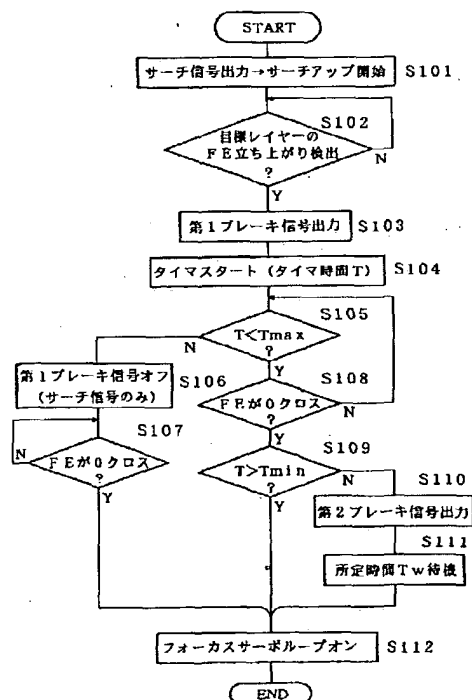 START
サーチ信号出力→サーチアップ開始 S101
S102
目標レイヤーの
FE立ち上がり検出
?
N
Y
第1ブレーキ信号出力 S103
タイマスタート(タイマ時間T) S104
S105
T<Tmax
?
N
Y
第1ブレーキ信号オフ
(サーチ信号のみ)
S106
S108
FEが0クロス
?
N
Y
S107
FEが0クロス
?
N
Y
S109
T>Tmin
?
N
Y
S110
第2ブレーキ信号出力
S111
所定時間Tw待機
フォーカスサーボループオン S112
END